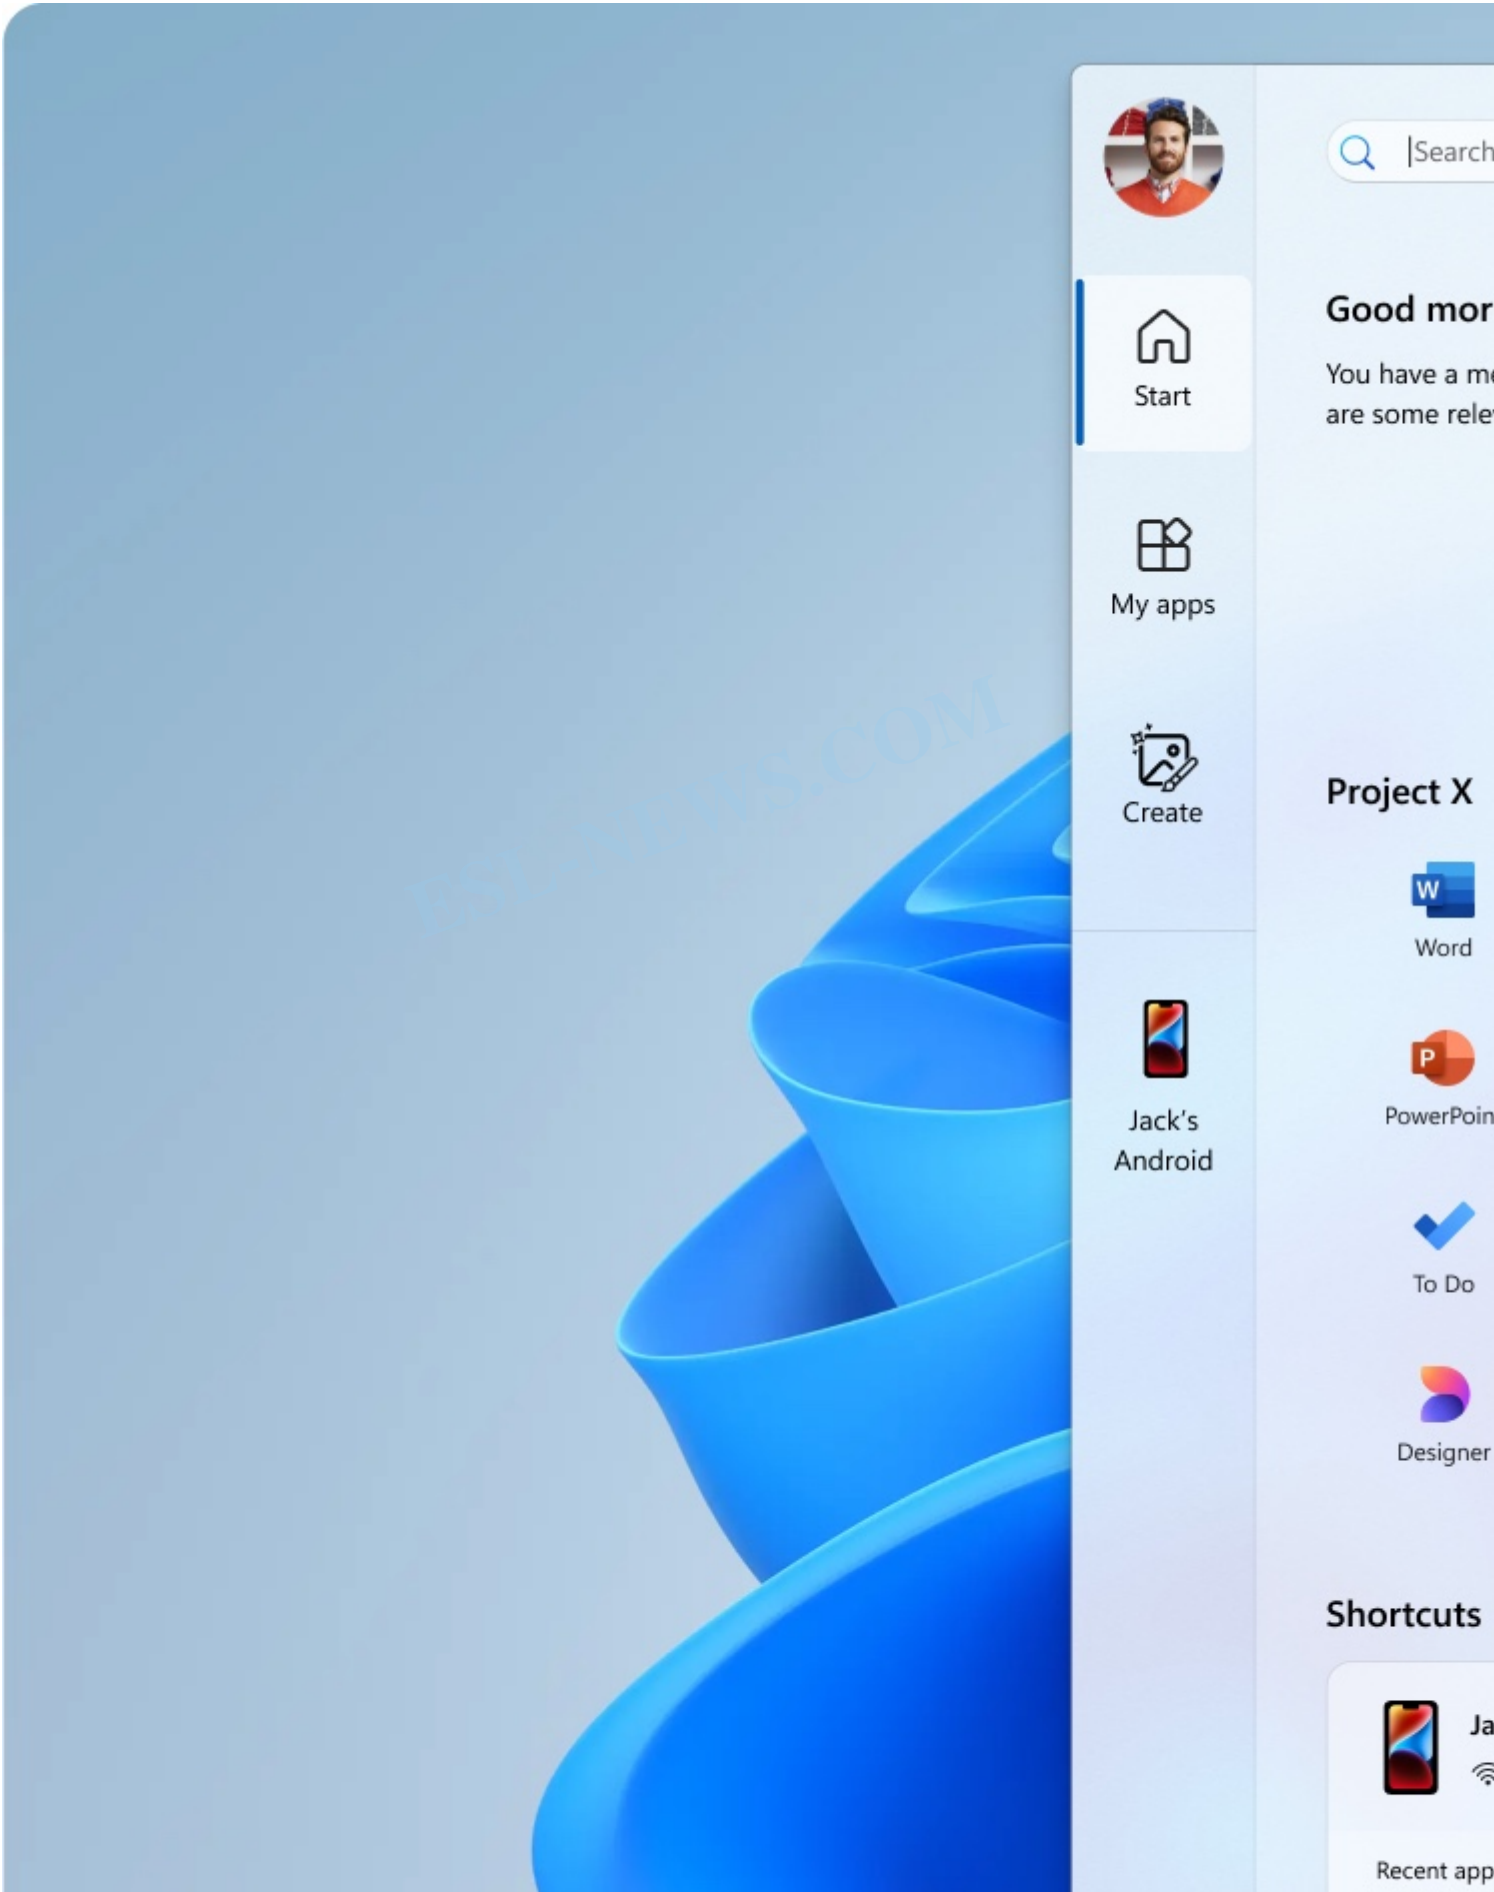 Search
Good mor
You have a me
are some relev
Start
My apps
Create
Jack's
Android
Project X
W
Word
P
PowerPoin
To Do
Designer
Shortcuts
Ja
Recent app